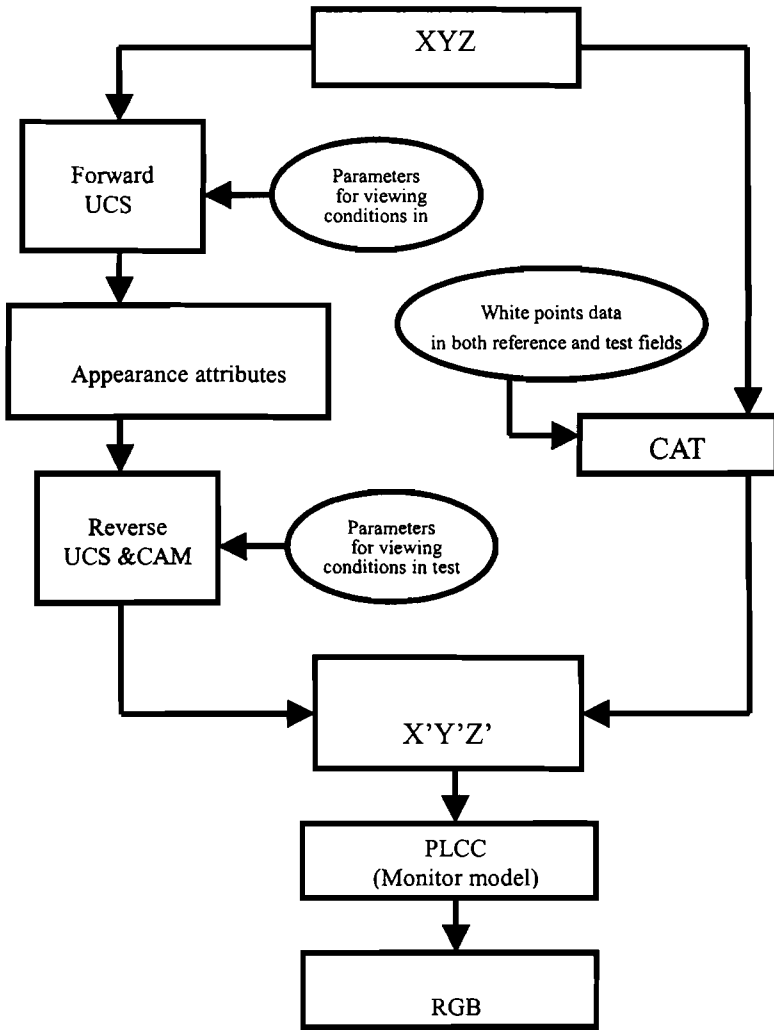 XYZ
Forward
UCS
Parameters
for viewing
conditions in
White points data
in both reference and test fields
Appearance attributes
CAT
Reverse
UCS &CAM
Parameters
for viewing
conditions in test
X'Y'Z'
PLCC
(Monitor model)
RGB